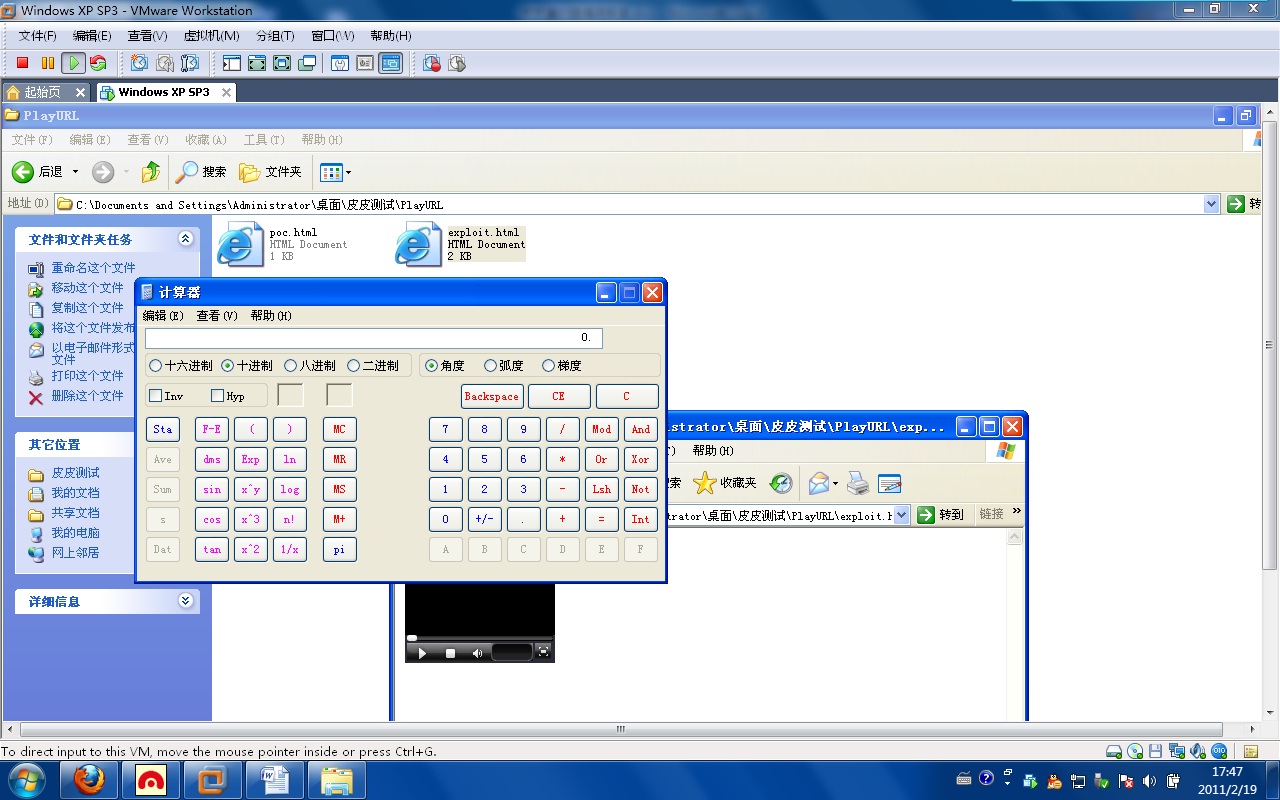 Windows XP SP3 - VMware Workstation
文件(F) 编辑(E) 查看(V) 虚拟机(M) 分组(T) 窗口(W) 帮助(H)
起始页 Windows XP SP3
PlayURL
文件(F) 编辑(E) 查看(V) 收藏(A) 工具(T) 帮助(H)
后退 搜索 文件夹
地址(D) C:\Documents and Settings\Administrator\桌面\皮皮测试\PlayURL 转
文件和文件夹任务
重命名这个文件
移动这个文件
复制这个文件
将这个文件发布
以电子邮件形式
文件
打印这个文件
删除这个文件
其它位置
皮皮测试
我的文档
共享文档
我的电脑
网上邻居
详细信息
poc.html
HTML Document
1 KB
exploit.html
HTML Document
2 KB
计算器
编辑(E) 查看(V) 帮助(H)
0.
十六进制 十进制 八进制 二进制 角度 弧度 梯度
Inv Hyp Backspace CE C
Sta F-E ( ) MC 7 8 9 / Mod And
Ave dms Exp ln MR 4 5 6 * Or Xor
Sum sin x^y log MS 1 2 3 - Lsh Not
s cos x^3 n! M+ 0 +/- . + = Int
Dat tan x^2 1/x pi A B C D E F
istrator\桌面\皮皮测试\PlayURL\exp...
帮助(H)
索 收藏夹
trator\桌面\皮皮测试\PlayURL\exploit.h 转到 链接 »
To direct input to this VM, move the mouse pointer inside or press Ctrl+G.
17:47
2011/2/19